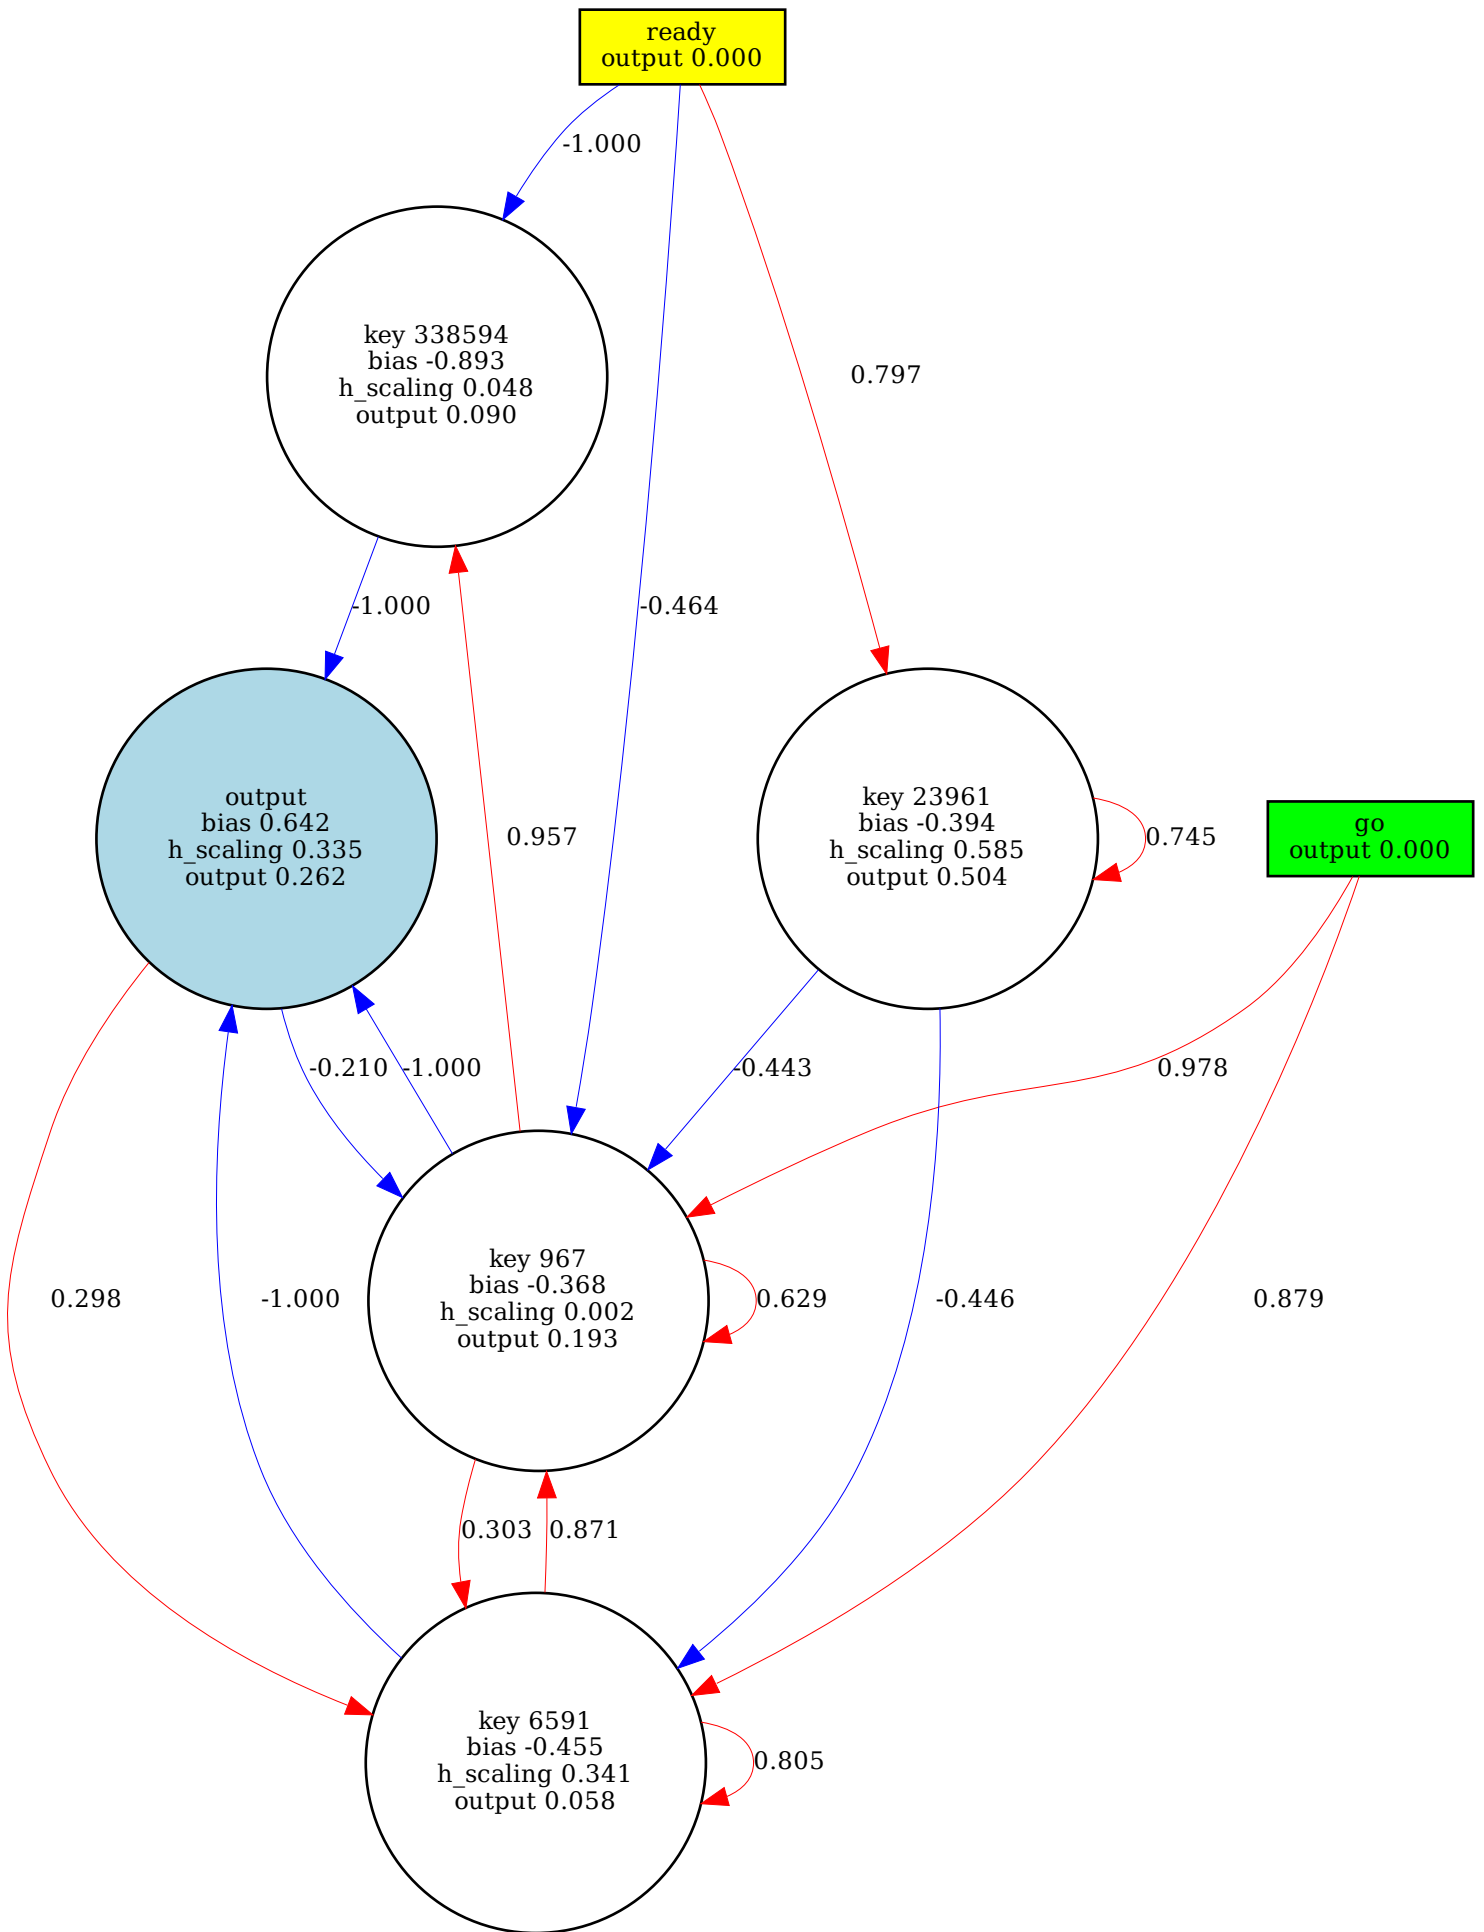 ready
output 0.000
-1.000
key 338594
bias -0.893
h_scaling 0.048
output 0.090
0.797
-1.000
-0.464
output
bias 0.642
h_scaling 0.335
output 0.262
0.957
key 23961
bias -0.394
h_scaling 0.585
output 0.504
0.745
go
output 0.000
-0.210
-1.000
-0.443
0.978
0.298
-1.000
key 967
bias -0.368
h_scaling 0.002
output 0.193
0.629
-0.446
0.879
0.303
0.871
key 6591
bias -0.455
h_scaling 0.341
output 0.058
0.805